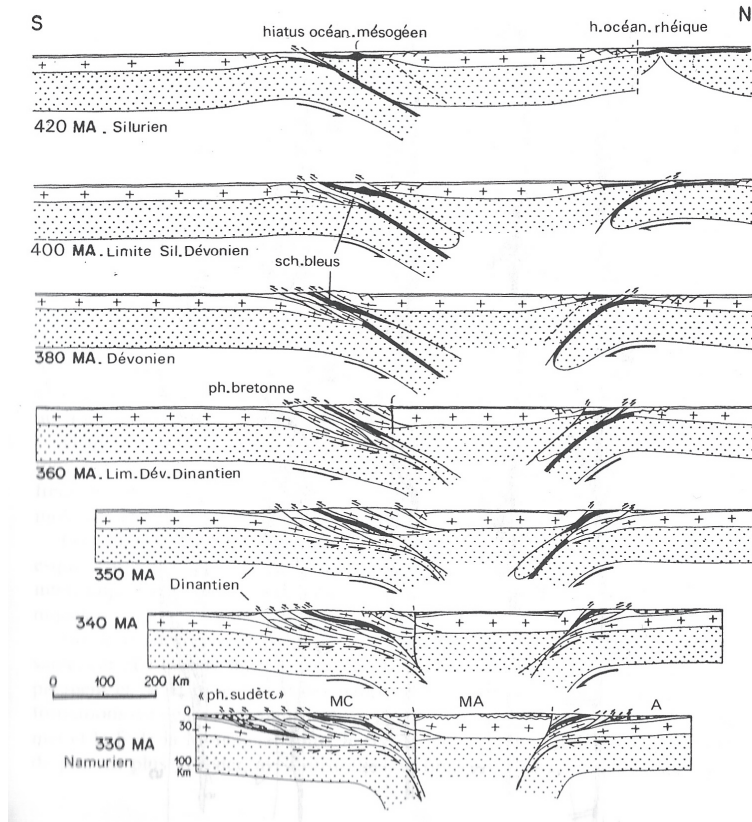 S
N
hiatus océan.mésogéen
h.océan.rhéique
420 MA . Silurien
400 MA. Limite Sil.Dévonien
sch.bleus
380 MA. Dévonien
ph.bretonne
360 MA. Lim.Dév.Dinantien
350 MA
Dinantien
340 MA
0 100 200 Km
«ph.sudète»
MC
MA
A
0
30
330 MA
Namurien
100
Km